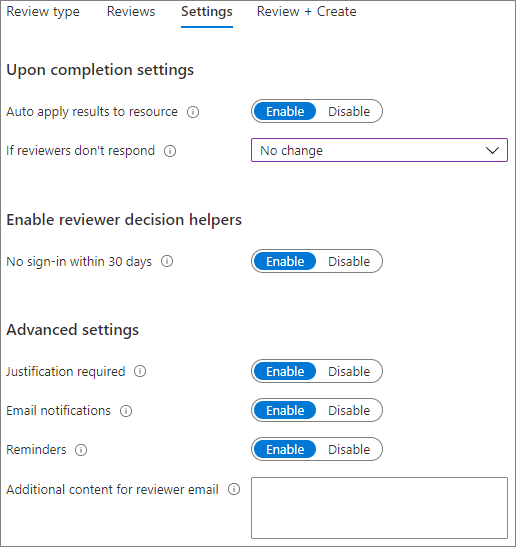 Review type Reviews Settings Review + Create
Upon completion settings
Auto apply results to resource Enable Disable
If reviewers don't respond No change
Enable reviewer decision helpers
No sign-in within 30 days Enable Disable
Advanced settings
Justification required Enable Disable
Email notifications Enable Disable
Reminders Enable Disable
Additional content for reviewer email